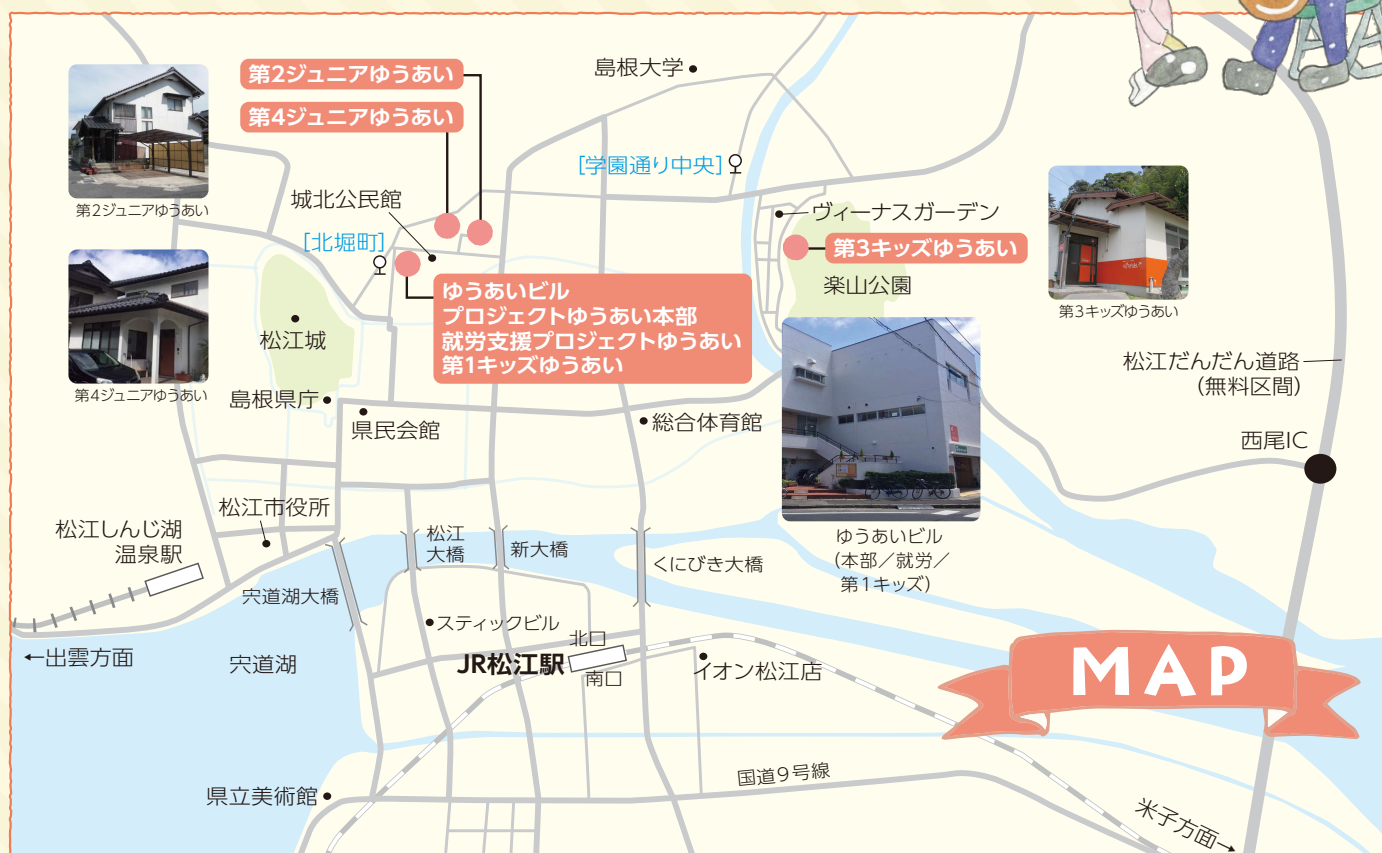 第2ジュニアゆうあい
第4ジュニアゆうあい
島根大学
[学園通り中央]
第2ジュニアゆうあい
城北公民館
[北堀町]
ヴィーナスガーデン
第3キッズゆうあい
楽山公園
第3キッズゆうあい
ゆうあいビル
プロジェクトゆうあい本部
就労支援プロジェクトゆうあい
第1キッズゆうあい
松江城
第4ジュニアゆうあい
島根県庁
県民会館
総合体育館
松江だんだん道路
(無料区間)
西尾IC
松江市役所
松江しんじ湖
温泉駅
松江
大橋
新大橋
くにびき大橋
ゆうあいビル
(本部／就労／
第1キッズ)
宍道湖大橋
スティックビル
←出雲方面
宍道湖
北口
JR松江駅
南口
イオン松江店
MAP
国道9号線
県立美術館
米子方面→